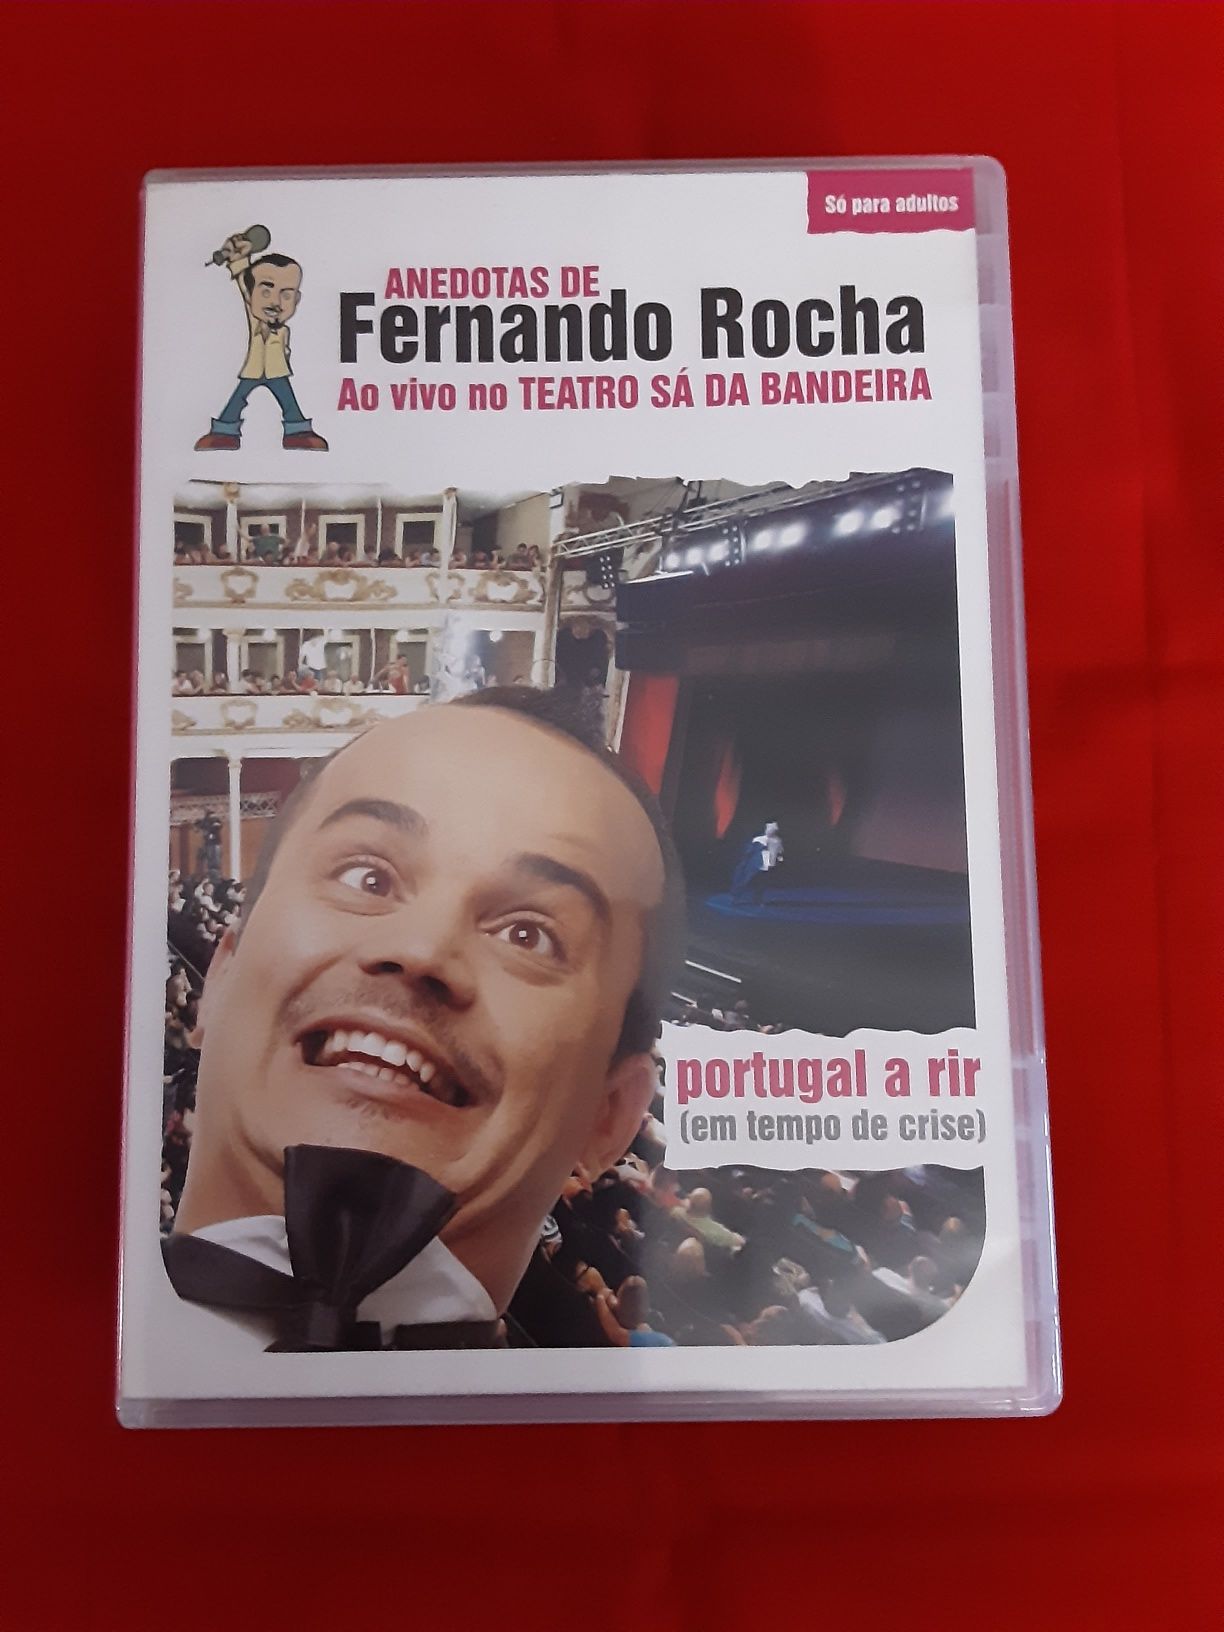 Só para adultos
ANEDOTAS DE
Fernando Rocha
Ao vivo no TEATRO SÁ DA BANDEIRA
portugal a rir
(em tempo de crise)